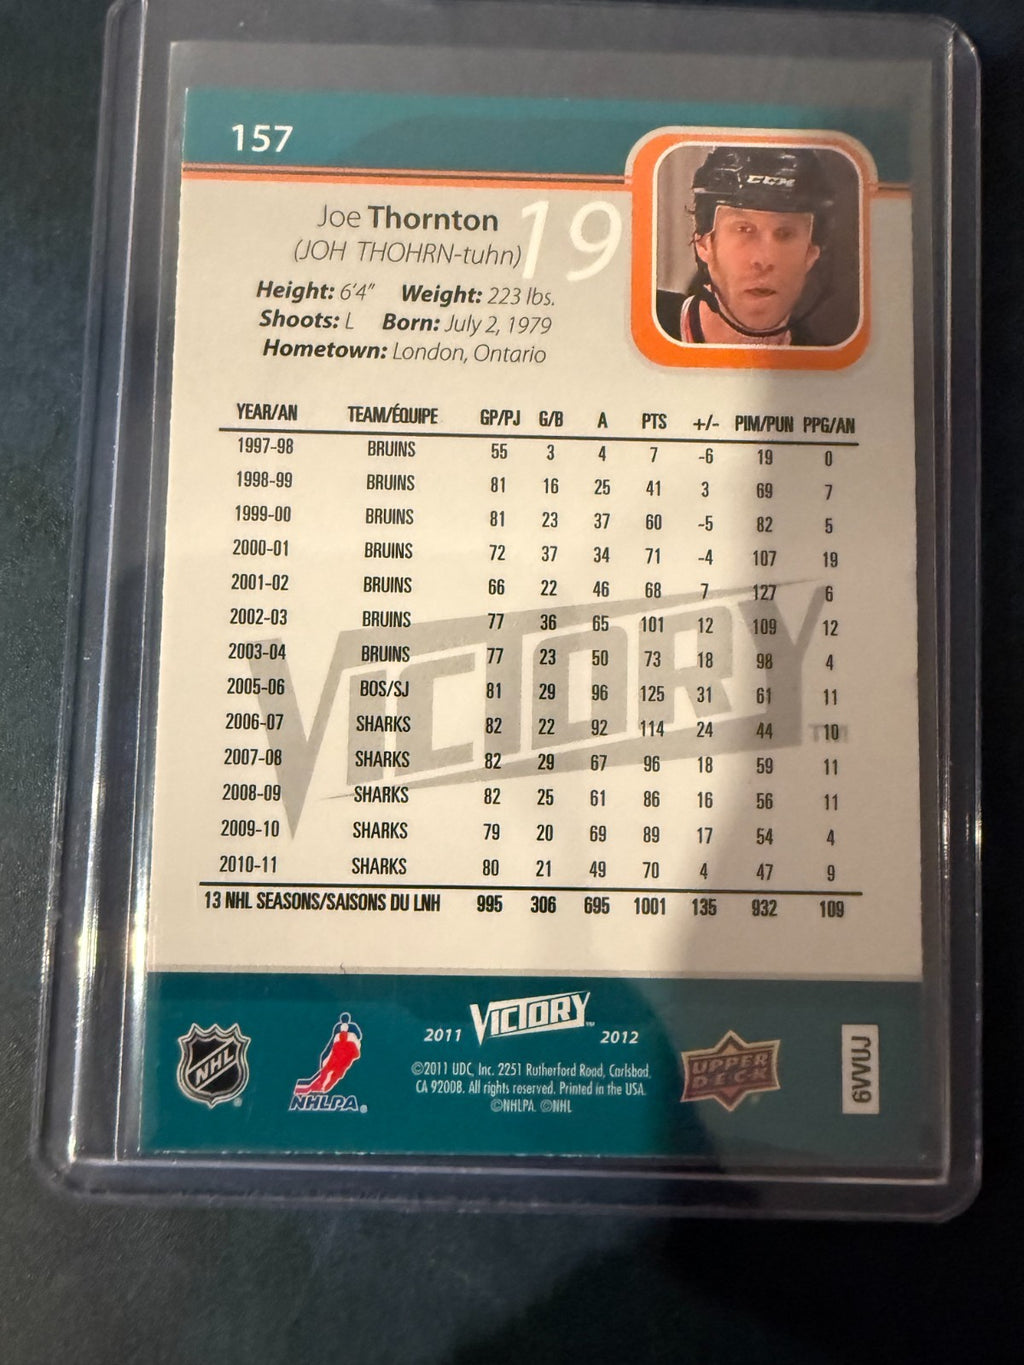 157
CCM
Joe Thornton
19
(JOH THOHRN-tuhn)
Height: 6'4" Weight: 223 lbs.
Shoots: L Born: July 2, 1979
Hometown: London, Ontario
YEAR/AN TEAM/ÉQUIPE GP/PJ G/B A PTS +/- PIM/PUN PPG/AN
1997-98 BRUINS 55 3 4 7 -6 19 0
1998-99 BRUINS 81 16 25 41 3 69 7
1999-00 BRUINS 81 23 37 60 -5 82 5
2000-01 BRUINS 72 37 34 71 -4 107 19
2001-02 BRUINS 66 22 46 68 7 127 6
2002-03 BRUINS 77 36 65 101 12 109 12
2003-04 BRUINS 77 23 50 73 18 98 4
2005-06 BOS/SJ 81 29 96 125 31 61 11
2006-07 SHARKS 82 22 92 114 24 44 10
2007-08 SHARKS 82 29 67 96 18 59 11
2008-09 SHARKS 82 25 61 86 16 56 11
2009-10 SHARKS 79 20 69 89 17 54 4
2010-11 SHARKS 80 21 49 70 4 47 9
13 NHL SEASONS/SAISONS DU LNH 995 306 695 1001 135 932 109
VICTORY TM
NHL ®
NHLPA ®
2011 VICTORY TM 2012
©2011 UDC, Inc. 2251 Rutherford Road, Carlsbad,
CA 92008. All rights reserved. Printed in the USA.
©NHLPA. ©NHL
UPPER
DECK
6VVUJ